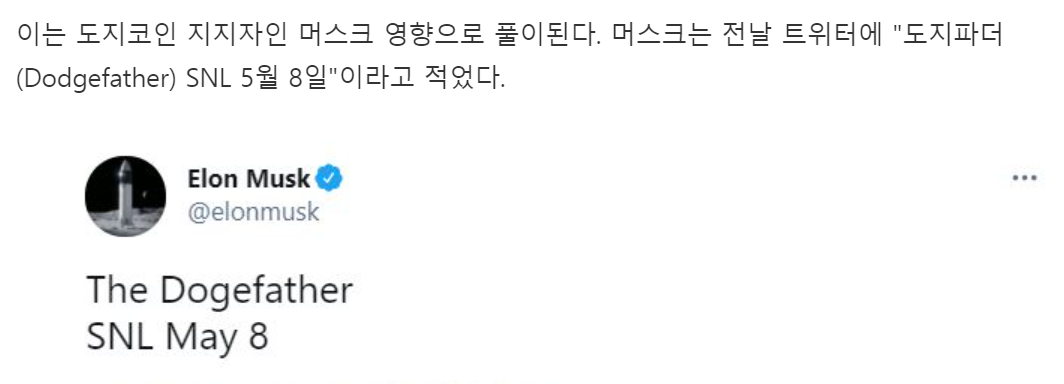 이는 도지코인 지지자인 머스크 영향으로 풀이된다. 머스크는 전날 트위터에 "도지파더
(Dodgefather) SNL 5월 8일"이라고 적었다.
Elon Musk
@elonmusk
The Dogefather
SNL May 8